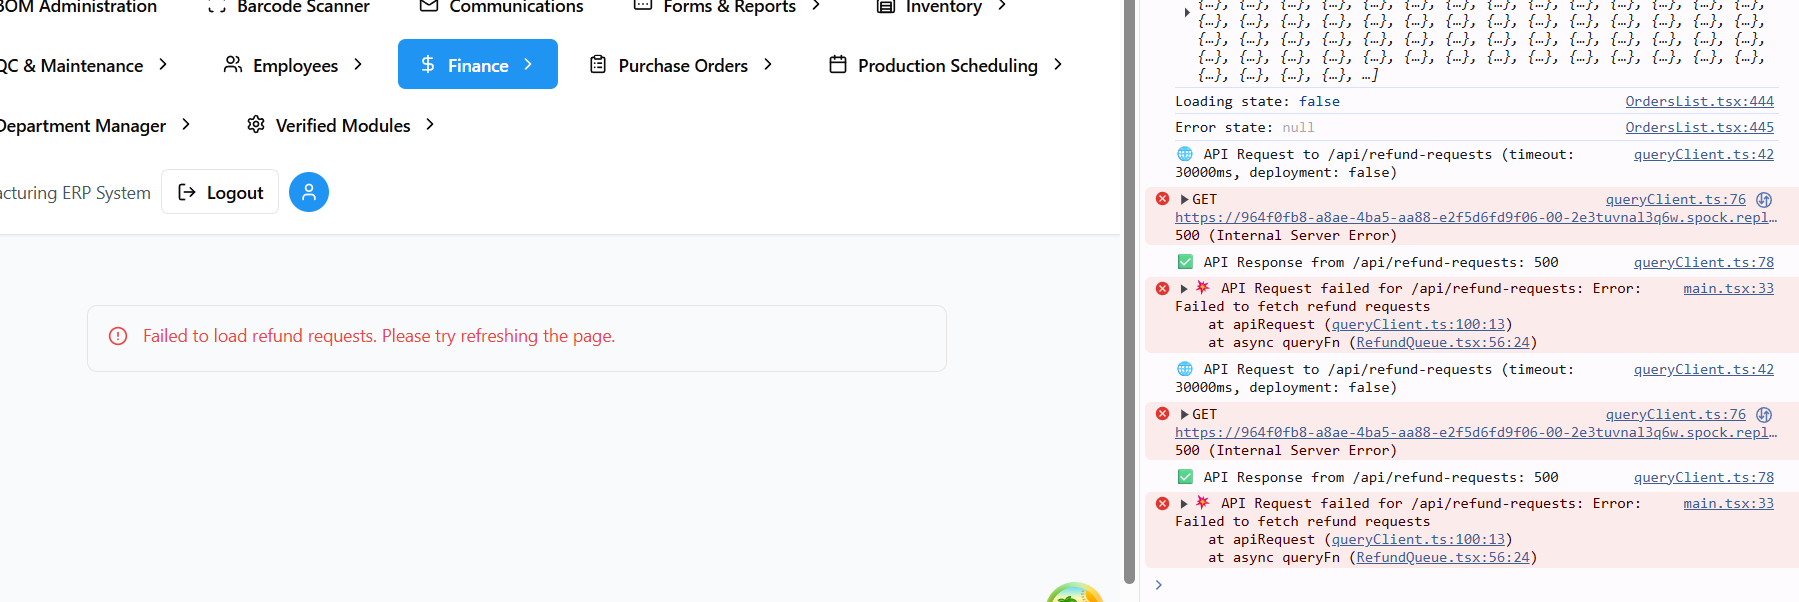 BOM Administration
Barcode Scanner
Communications
Forms & Reports
Inventory
QC & Maintenance
Employees
Finance
Purchase Orders
Production Scheduling
Department Manager
Verified Modules
acturing ERP System
Logout
Failed to load refund requests. Please try refreshing the page.
{…}, {…}, {…}, {…}, {…}, {…}, {…}, {…}, {…}, {…}, {…}, {…}, {…}, {…},
{…}, {…}, {…}, {…}, {…}, {…}, {…}, {…}, {…}, {…}, {…}, {…}, {…}, {…},
{…}, {…}, {…}, {…}, {…}, {…}, {…}, {…}, {…}, {…}, {…}, {…}, {…}, {…},
{…}, {…}, {…}, {…}, {…}, {…}, {…}, {…}, {…}, {…}, {…}, {…}, {…}, {…},
{…}, {…}, {…}, {…}, …]
Loading state: false OrdersList.tsx:444
Error state: null OrdersList.tsx:445
🌐 API Request to /api/refund-requests (timeout: queryClient.ts:42
30000ms, deployment: false)
GET queryClient.ts:76
https://964f0fb8-a8ae-4ba5-aa88-e2f5d6fd9f06-00-2e3tuvnal3q6w.spock.repl…
500 (Internal Server Error)
✅ API Response from /api/refund-requests: 500 queryClient.ts:78
💥 API Request failed for /api/refund-requests: Error: main.tsx:33
Failed to fetch refund requests
at apiRequest (queryClient.ts:100:13)
at async queryFn (RefundQueue.tsx:56:24)
🌐 API Request to /api/refund-requests (timeout: queryClient.ts:42
30000ms, deployment: false)
GET queryClient.ts:76
https://964f0fb8-a8ae-4ba5-aa88-e2f5d6fd9f06-00-2e3tuvnal3q6w.spock.repl…
500 (Internal Server Error)
✅ API Response from /api/refund-requests: 500 queryClient.ts:78
💥 API Request failed for /api/refund-requests: Error: main.tsx:33
Failed to fetch refund requests
at apiRequest (queryClient.ts:100:13)
at async queryFn (RefundQueue.tsx:56:24)